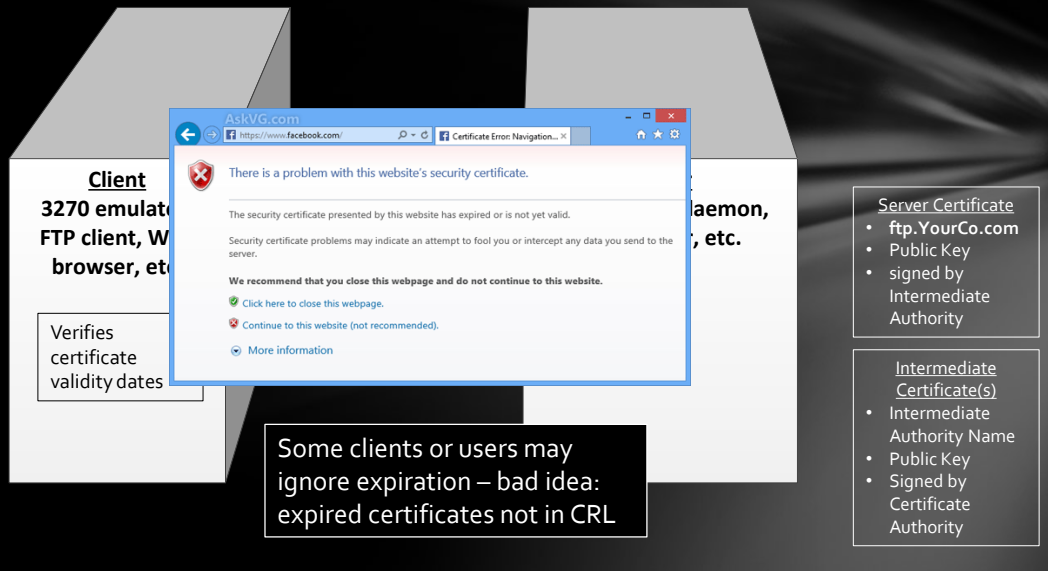 AskVG.com
https://www.facebook.com/
Certificate Error: Navigation...
There is a problem with this website's security certificate.
The security certificate presented by this website has expired or is not yet valid.
Security certificate problems may indicate an attempt to fool you or intercept any data you send to the
server.
We recommend that you close this webpage and do not continue to this website.
Click here to close this webpage.
Continue to this website (not recommended).
More information
Client
3270 emulat
FTP client, W
browser, et
Verifies
certificate
validity dates
daemon,
, etc.
Some clients or users may
ignore expiration – bad idea:
expired certificates not in CRL
Server Certificate
• ftp.YourCo.com
• Public Key
• signed by
Intermediate
Authority
Intermediate
Certificate(s)
• Intermediate
Authority Name
• Public Key
• Signed by
Certificate
Authority